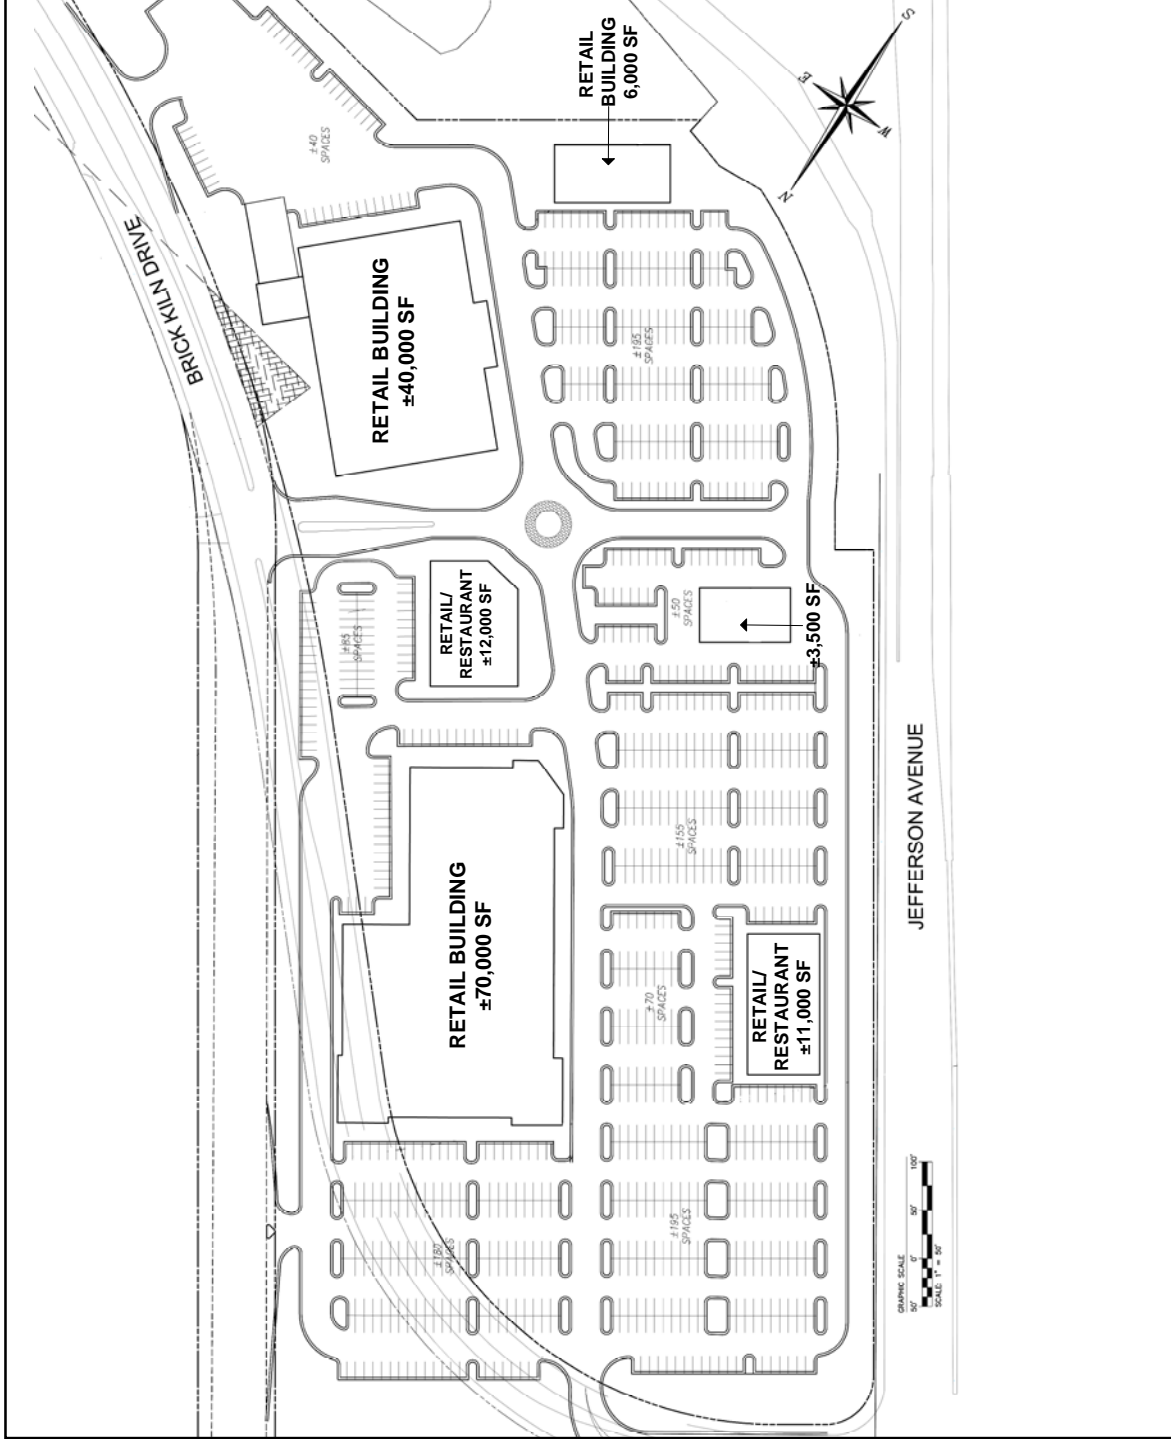 RETAIL
BUILDING
6,000 SF
S
E
W
N
±40
SPACES
BRICK KILN DRIVE
RETAIL BUILDING
±40,000 SF
±195
SPACES
RETAIL/
RESTAURANT
±12,000 SF
±85
SPACES
±50
SPACES
±3,500 SF
JEFFERSON AVENUE
±155
SPACES
RETAIL BUILDING
±70,000 SF
±70
SPACES
RETAIL/
RESTAURANT
±11,000 SF
±195
SPACES
±180
SPACES
GRAPHIC SCALE
50' 0' 50' 100'
SCALE: 1" = 50'